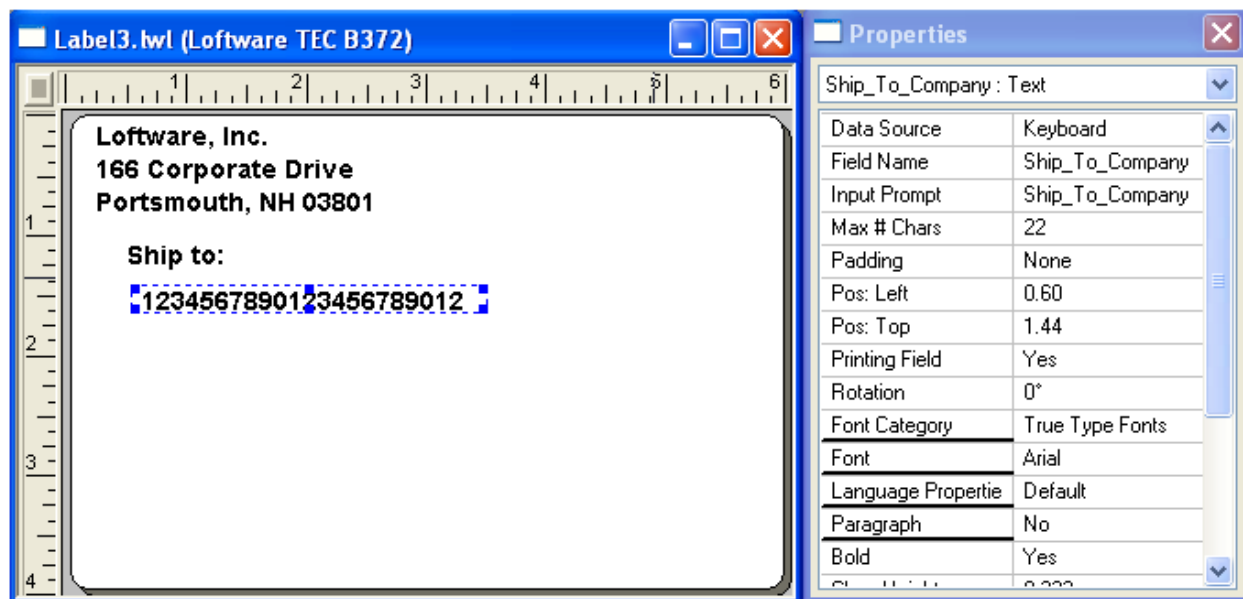 Label3.lwl (Loftware TEC B372)
1 2 3 4 5 6
1
2
3
4
Loftware, Inc.
166 Corporate Drive
Portsmouth, NH 03801
Ship to:
1234567890123456789012
Properties
Ship_To_Company : Text
Data Source Keyboard
Field Name Ship_To_Company
Input Prompt Ship_To_Company
Max # Chars 22
Padding None
Pos: Left 0.60
Pos: Top 1.44
Printing Field Yes
Rotation 0°
Font Category True Type Fonts
Font Arial
Language Propertie Default
Paragraph No
Bold Yes